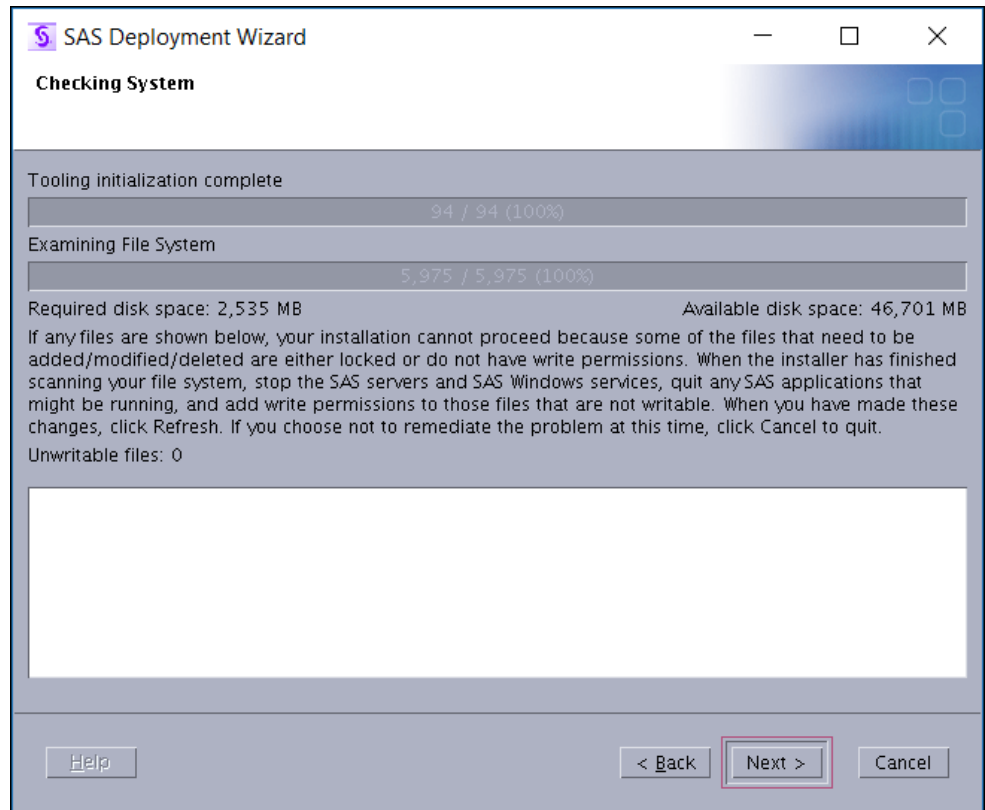 SAS Deployment Wizard
Checking System
Tooling initialization complete
94 / 94 (100%)
Examining File System
5,975 / 5,975 (100%)
Required disk space: 2,535 MB
Available disk space: 46,701 MB
If any files are shown below, your installation cannot proceed because some of the files that need to be
added/modified/deleted are either locked or do not have write permissions. When the installer has finished
scanning your file system, stop the SAS servers and SAS Windows services, quit any SAS applications that
might be running, and add write permissions to those files that are not writable. When you have made these
changes, click Refresh. If you choose not to remediate the problem at this time, click Cancel to quit.
Unwritable files: 0
Help
< Back
Next >
Cancel